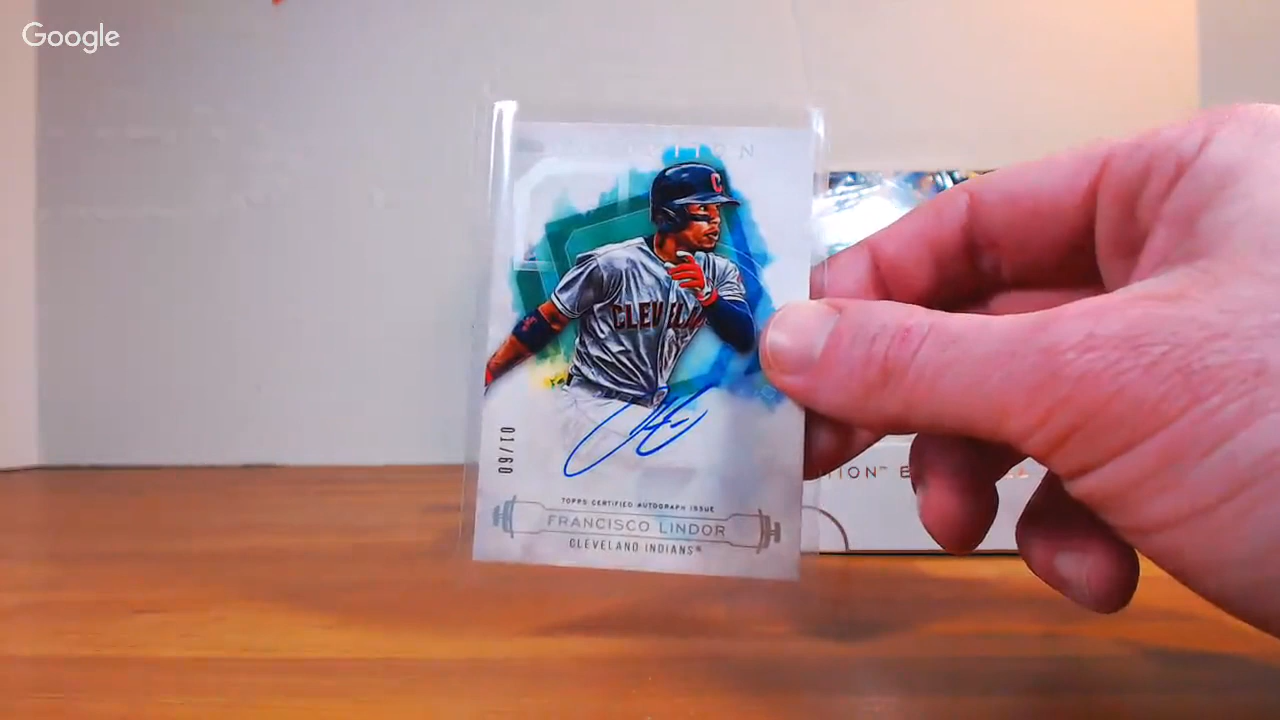 Google
C
CLEVELAND
01/60
TOPPS CERTIFIED AUTOGRAPH ISSUE
FRANCISCO LINDOR
CLEVELAND INDIANS®